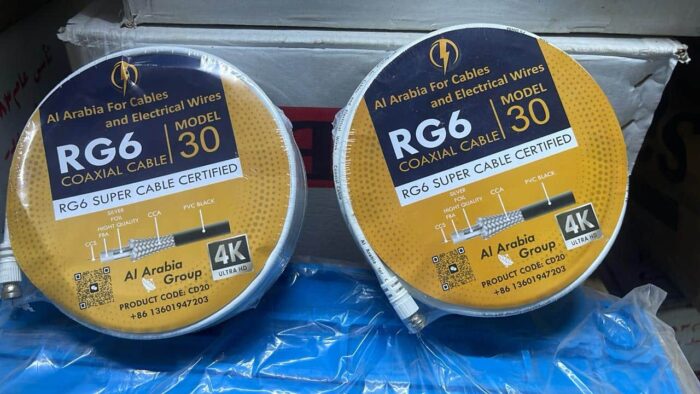 Al Arabia For Cables
and Electrical Wires
RG6
COAXIAL CABLE
MODEL
30
RG6 SUPER CABLE CERTIFIED
CCS
FRA
HIGHT QUALITY
SILVER
FOIL
CCA
PVC BLACK
Al Arabia
Group
4K
ULTRA HD
PRODUCT CODE: CD20
+86 13601947203
Al Arabia For Cables
and Electrical Wires
RG6
COAXIAL CABLE
MODEL
30
RG6 SUPER CABLE CERTIFIED
CCS
FRA
HIGHT QUALITY
SILVER
FOIL
CCA
PVC BLACK
Al Arabia
Group
4K
ULTRA HD
PRODUCT CODE: CD20
+86 13601947203